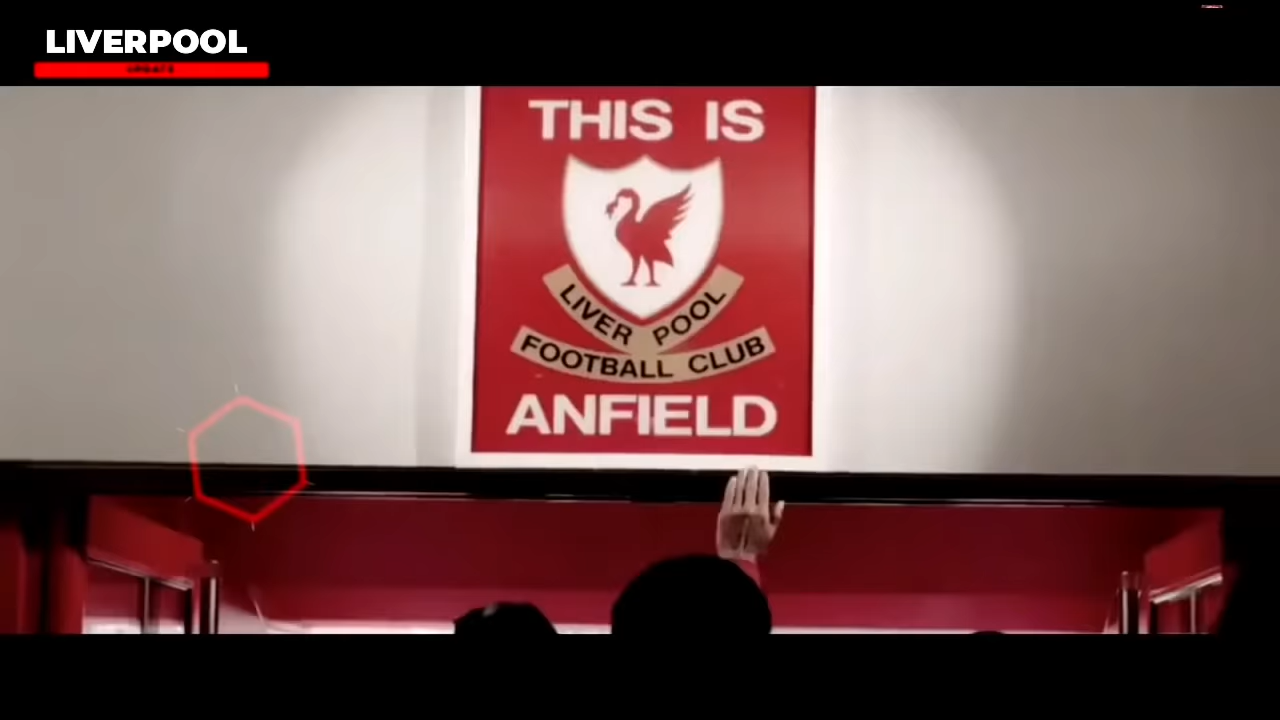 LIVERPOOL
THIS IS
LIVER POOL
FOOTBALL CLUB
ANFIELD